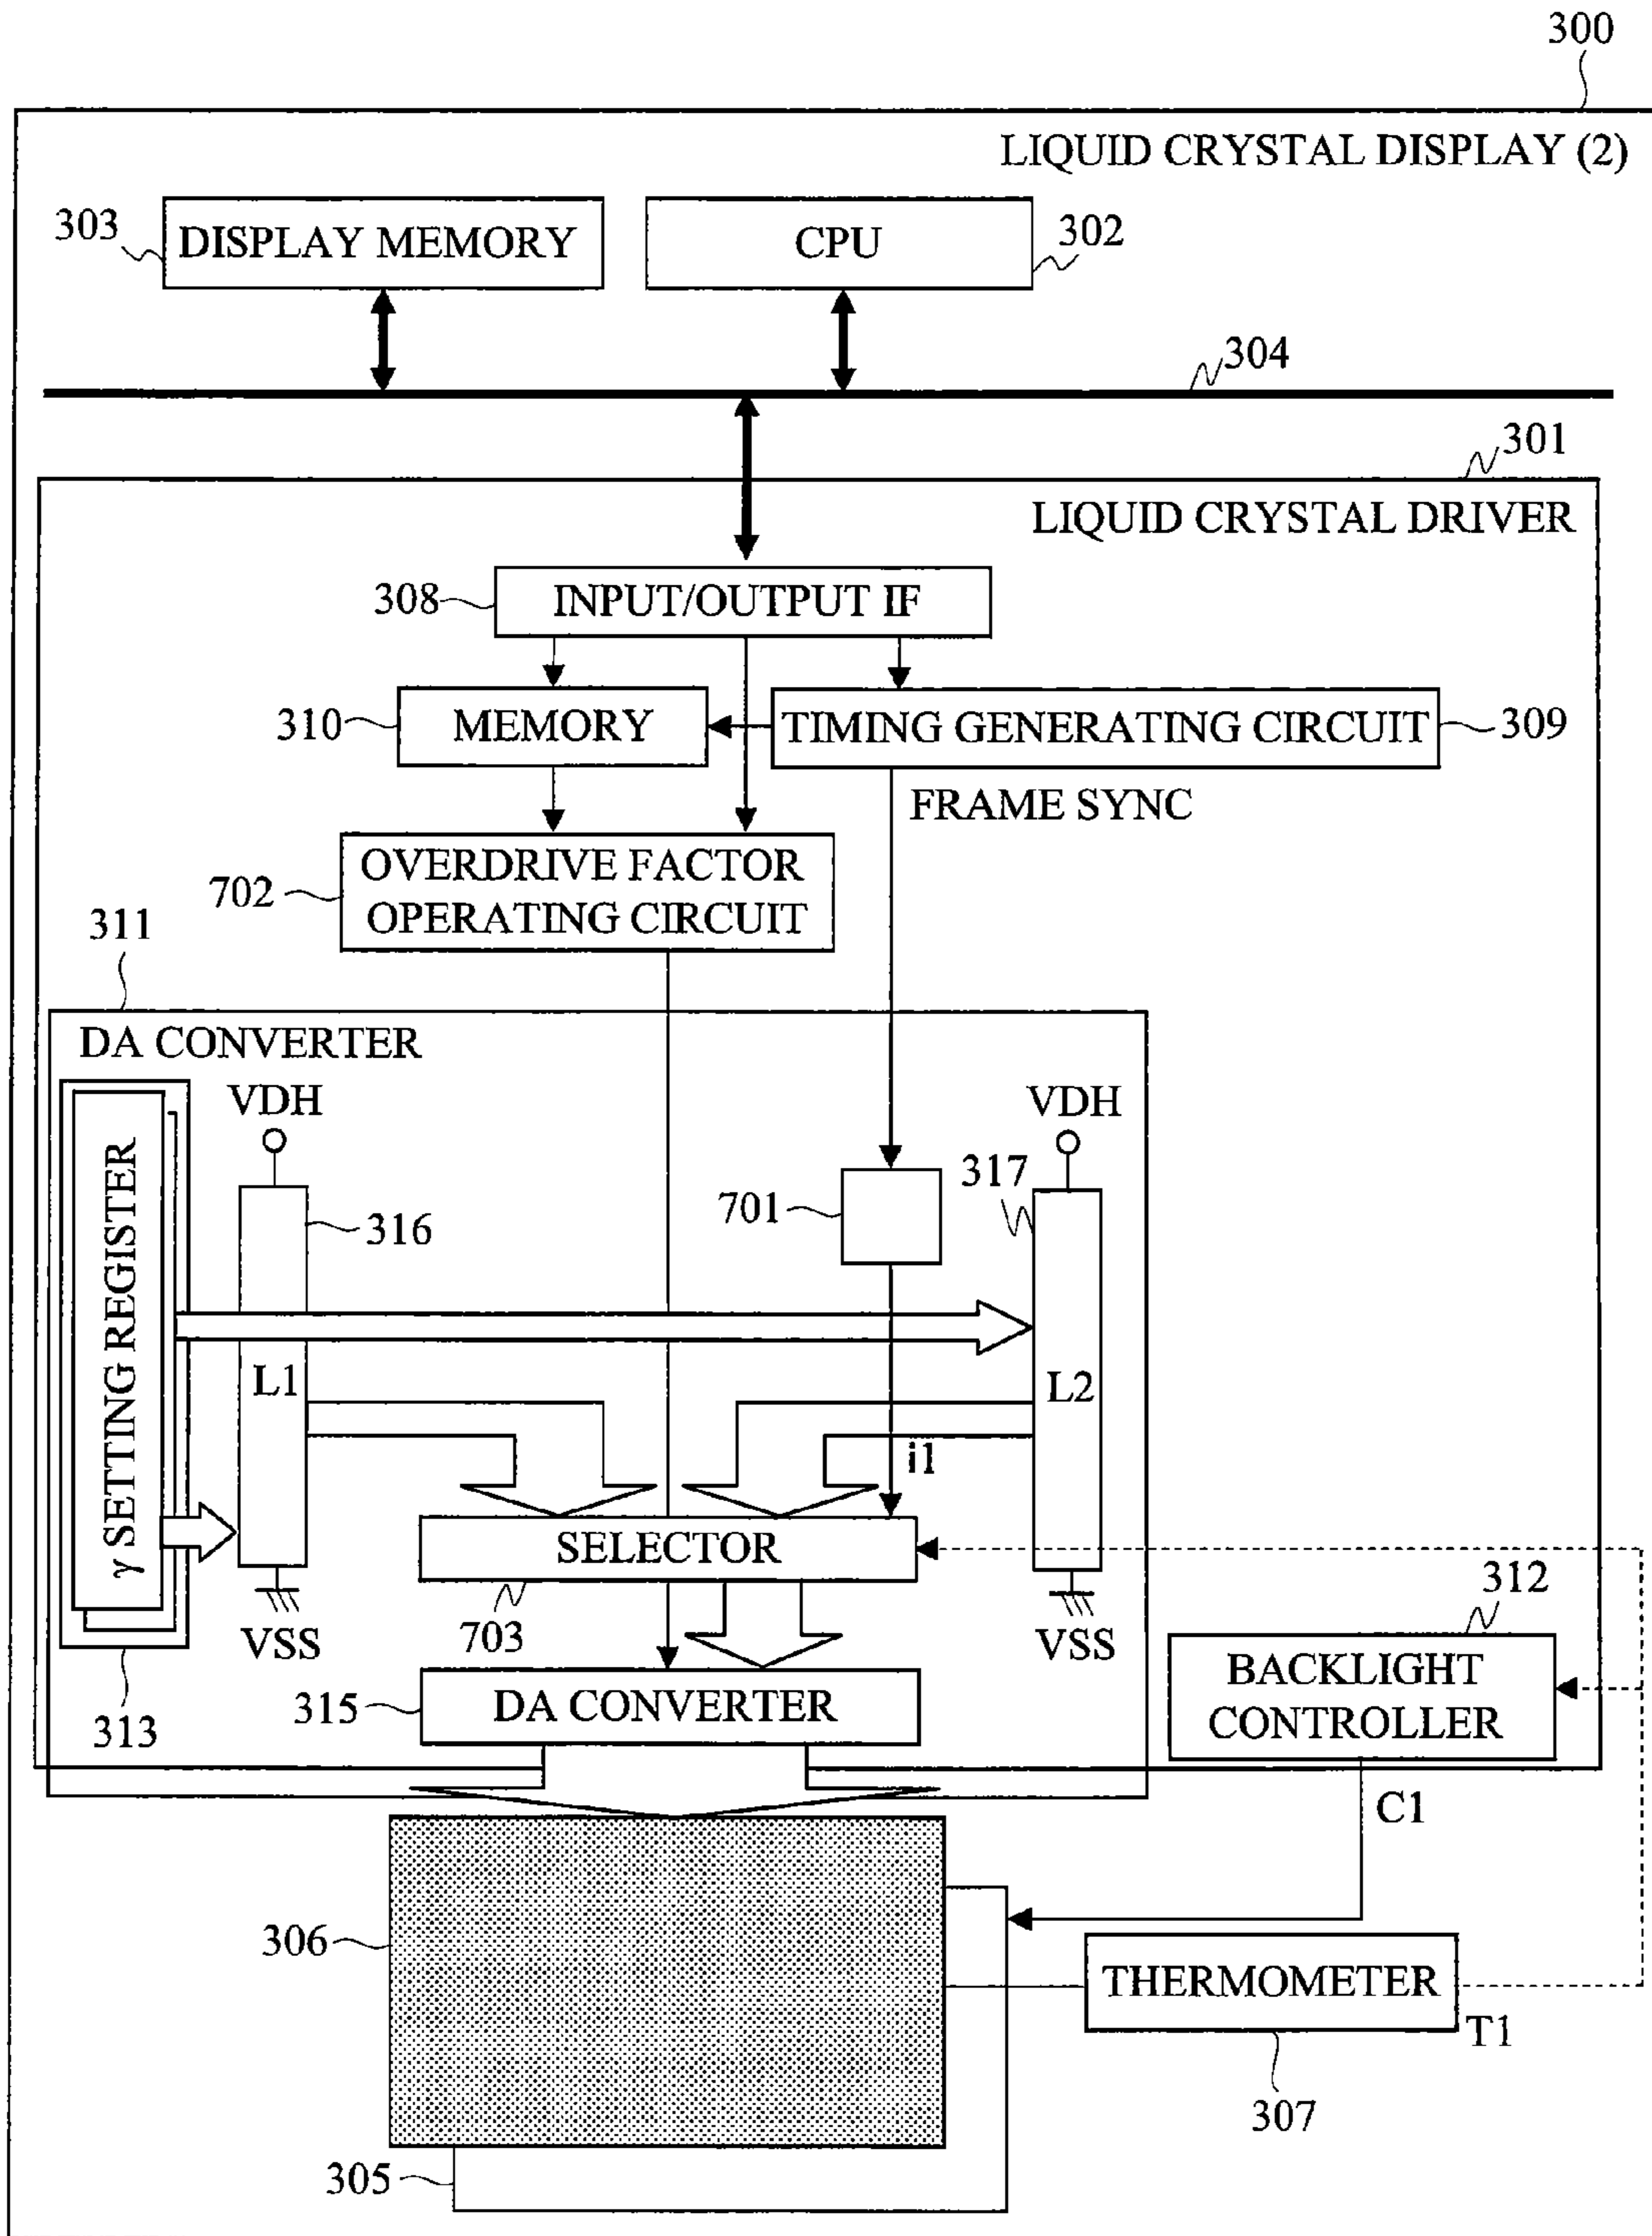 300
LIQUID CRYSTAL DISPLAY (2)
303
DISPLAY MEMORY
CPU
302
304
301
LIQUID CRYSTAL DRIVER
308
INPUT/OUTPUT IF
310
MEMORY
TIMING GENERATING CIRCUIT
309
FRAME SYNC
702
OVERDRIVE FACTOR
OPERATING CIRCUIT
311
DA CONVERTER
VDH
VDH
γ SETTING REGISTER
316
701
317
L1
L2
i1
SELECTOR
703
VSS
VSS
312
BACKLIGHT
CONTROLLER
313
315
DA CONVERTER
C1
306
THERMOMETER
T1
307
305